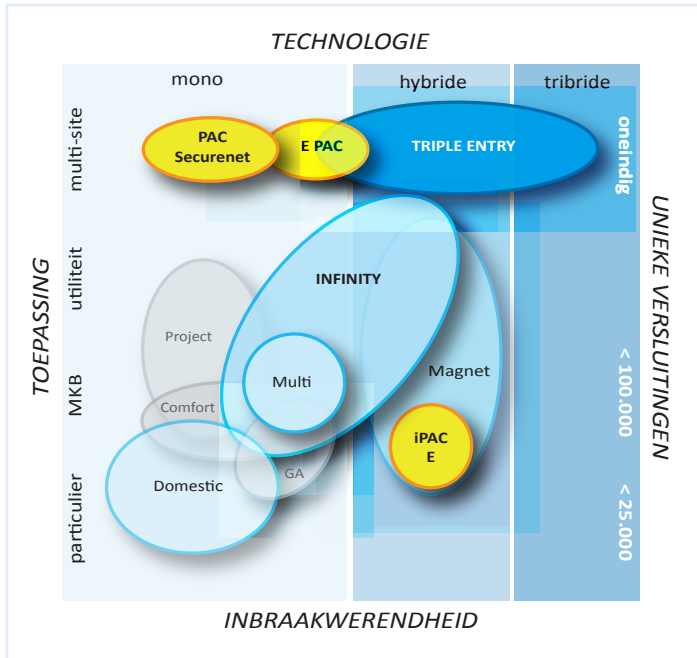 TECHNOLOGIE
mono
hybride
tribride
multi-site
PAC
Securenet
E PAC
TRIPLE ENTRY
oneindig
TOEPASSING
utiliteit
INFINITY
UNIEKE VERSLUITINGEN
Project
MKB
Multi
Magnet
< 100.000
Comfort
iPAC
E
GA
particulier
Domestic
< 25.000
INBRAAKWERENDHEID